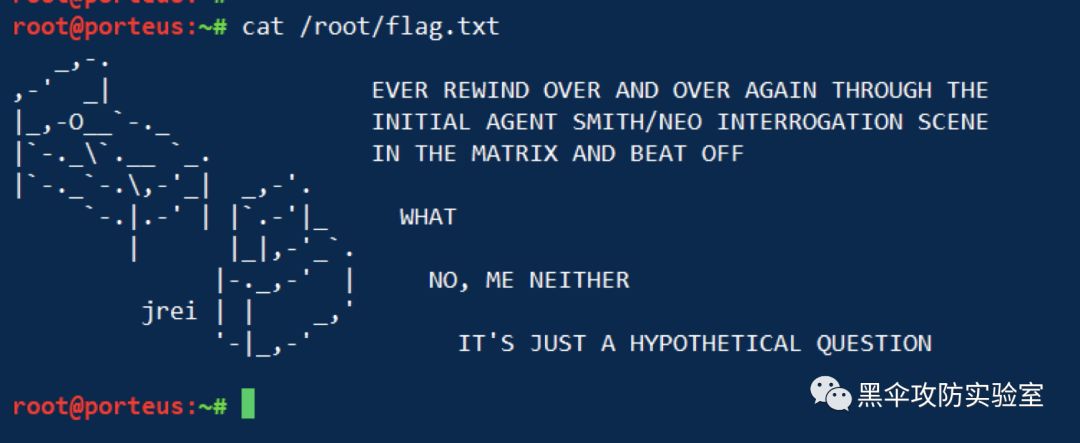 root@porteus:~# cat /root/flag.txt
EVER REWIND OVER AND OVER AGAIN THROUGH THE
INITIAL AGENT SMITH/NEO INTERROGATION SCENE
IN THE MATRIX AND BEAT OFF
WHAT
NO, ME NEITHER
jrei
IT'S JUST A HYPOTHETICAL QUESTION
root@porteus:~#
黑伞攻防实验室